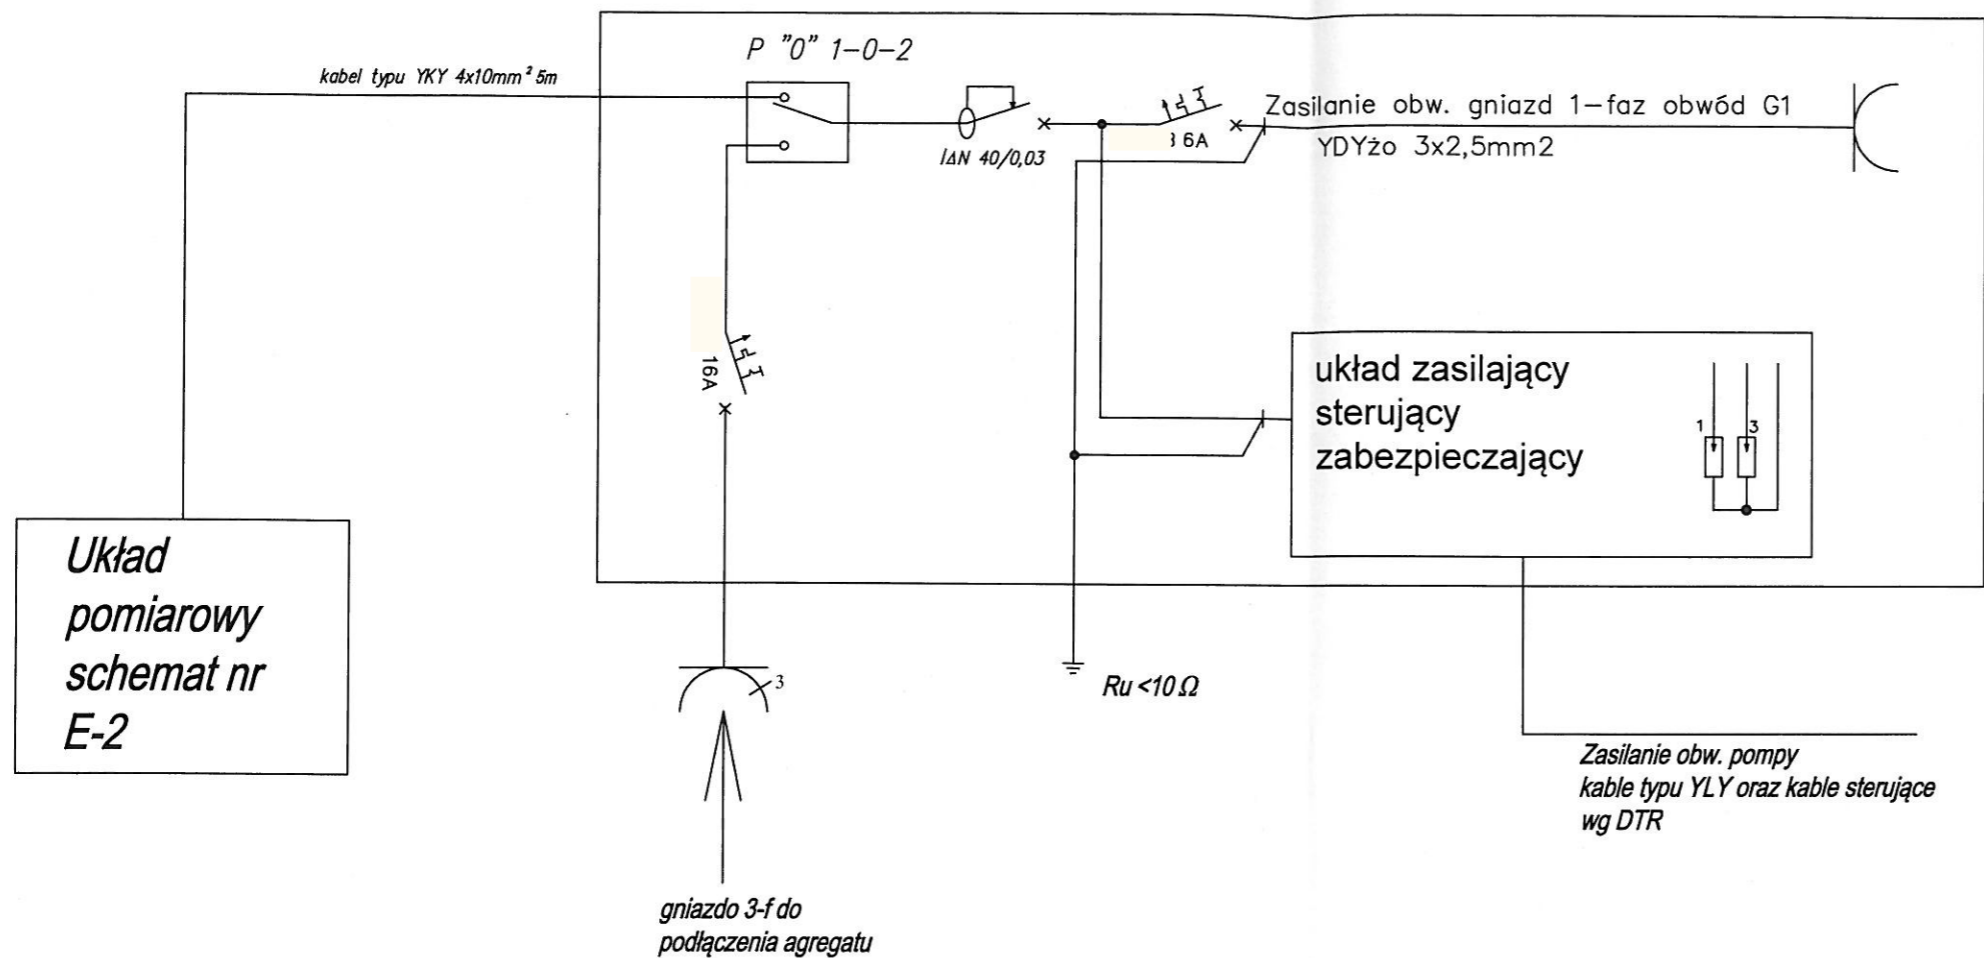 P "0" 1-0-2
kabel typu YKY 4x10mm² 5m
IΔN 40/0,03
6A
Zasilanie obw. gniazd 1-faz obwód G1
YDYżo 3x2,5mm2
16A
układ zasilający
sterujący
zabezpieczający
1
3
Układ
pomiarowy
schemat nr
E-2
3
Ru <10 Ω
Zasilanie obw. pompy
kable typu YLY oraz kable sterujące
wg DTR
gniazdo 3-f do
podłączenia agregatu